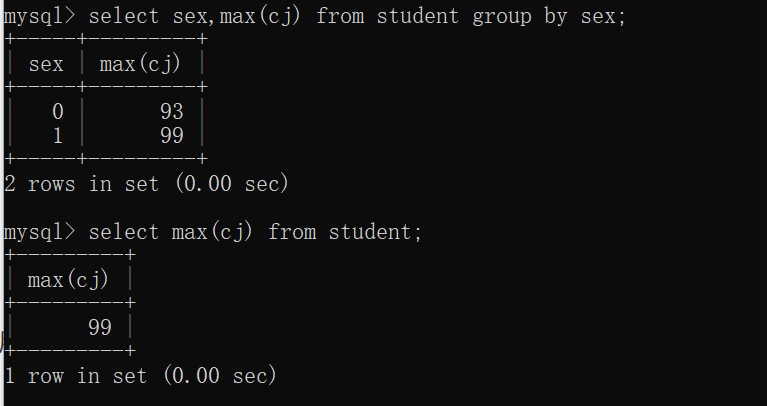 mysql> select sex,max(cj) from student group by sex;
+-----+---------+
| sex | max(cj) |
+-----+---------+
|   0 |      93 |
|   1 |      99 |
+-----+---------+
2 rows in set (0.00 sec)
mysql> select max(cj) from student;
+---------+
| max(cj) |
+---------+
|      99 |
+---------+
1 row in set (0.00 sec)